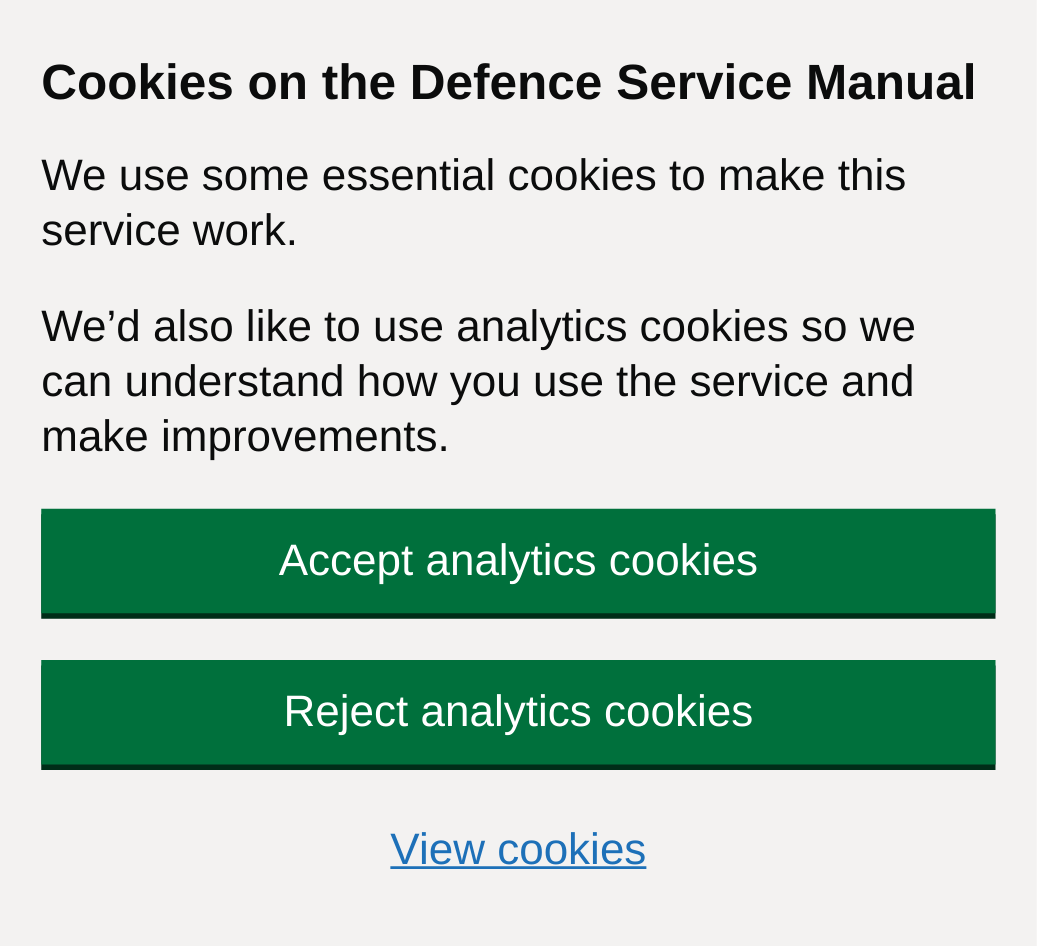 Cookies on the Defence Service Manual
We use some essential cookies to make this
service work.
We’d also like to use analytics cookies so we
can understand how you use the service and
make improvements.
Accept analytics cookies
Reject analytics cookies
View cookies